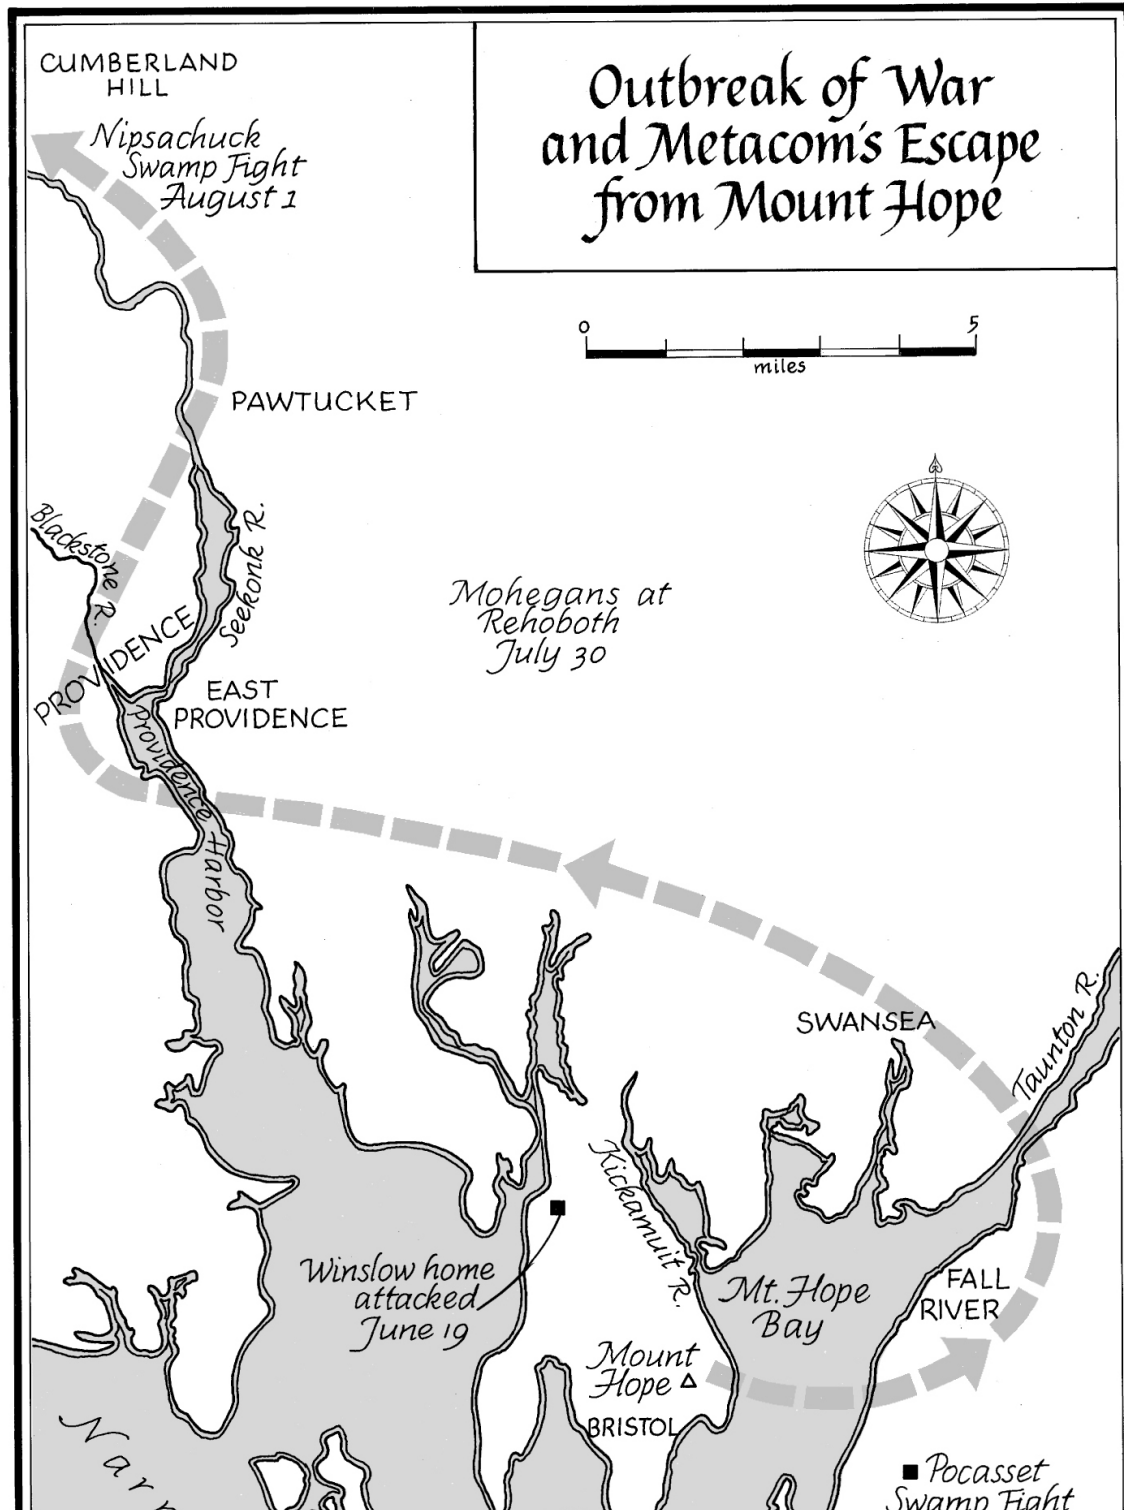 CUMBERLAND
HILL
Outbreak of War
and Metacom's Escape
from Mount Hope
Nipsachuck
Swamp Fight
August 1
0
5
miles
PAWTUCKET
Blackstone R.
Seekonk R.
Mohegans at
Rehoboth
July 30
PROVIDENCE
EAST
PROVIDENCE
Providence Harbor
SWANSEA
Taunton R.
Kickamuit R.
Winslow home
attacked
June 19
Mt. Hope
Bay
FALL
RIVER
Mount
Hope
BRISTOL
Narr
Pocasset
Swamp Fight